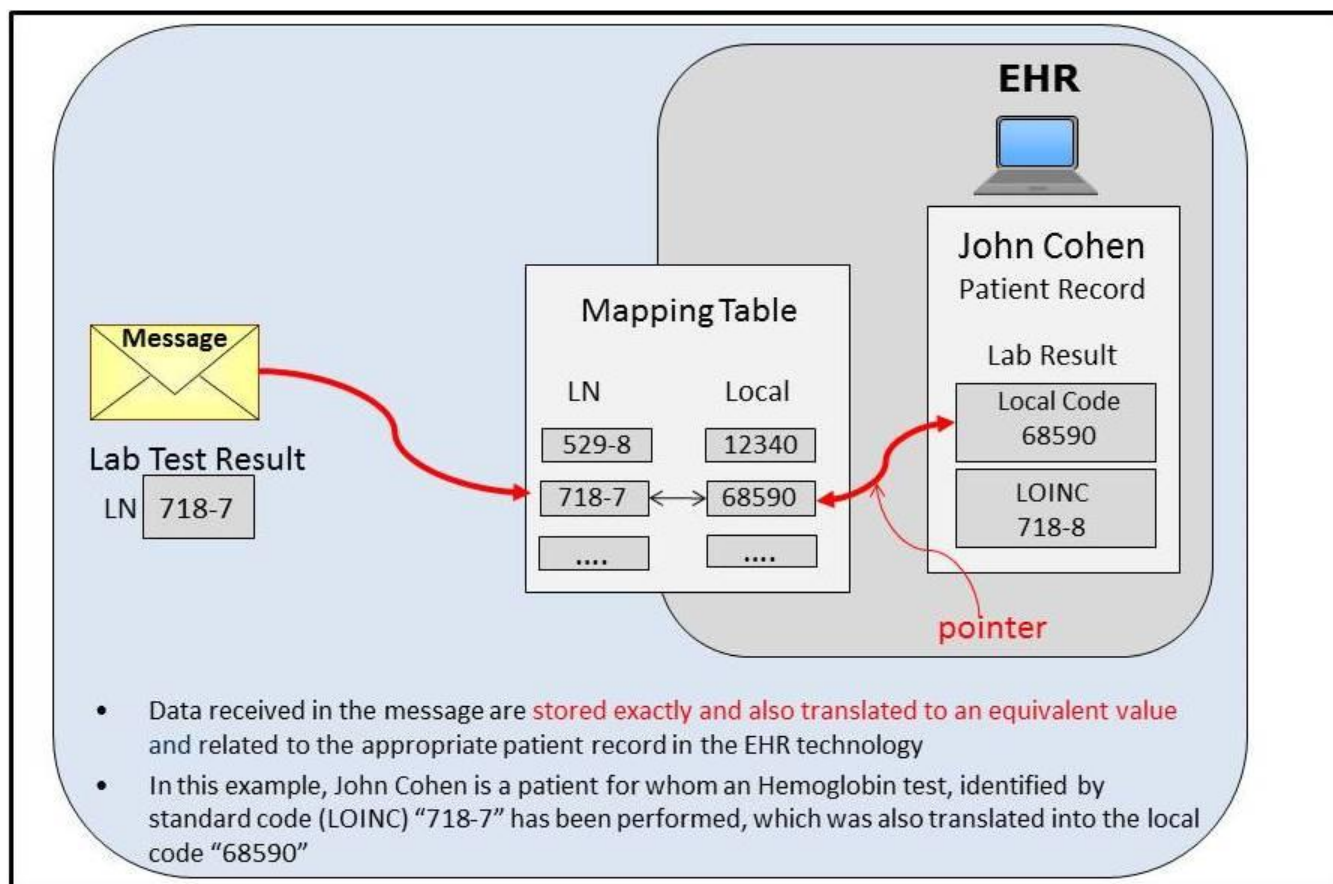 EHR
John Cohen
Patient Record
Lab Result
Local Code
68590
LOINC
718-8
Mapping Table
LN Local
529-8 12340
718-7 68590
.... ....
Message
Lab Test Result
LN 718-7
pointer
• Data received in the message are stored exactly and also translated to an equivalent value
and related to the appropriate patient record in the EHR technology
• In this example, John Cohen is a patient for whom an Hemoglobin test, identified by
standard code (LOINC) “718-7” has been performed, which was also translated into the local
code “68590”